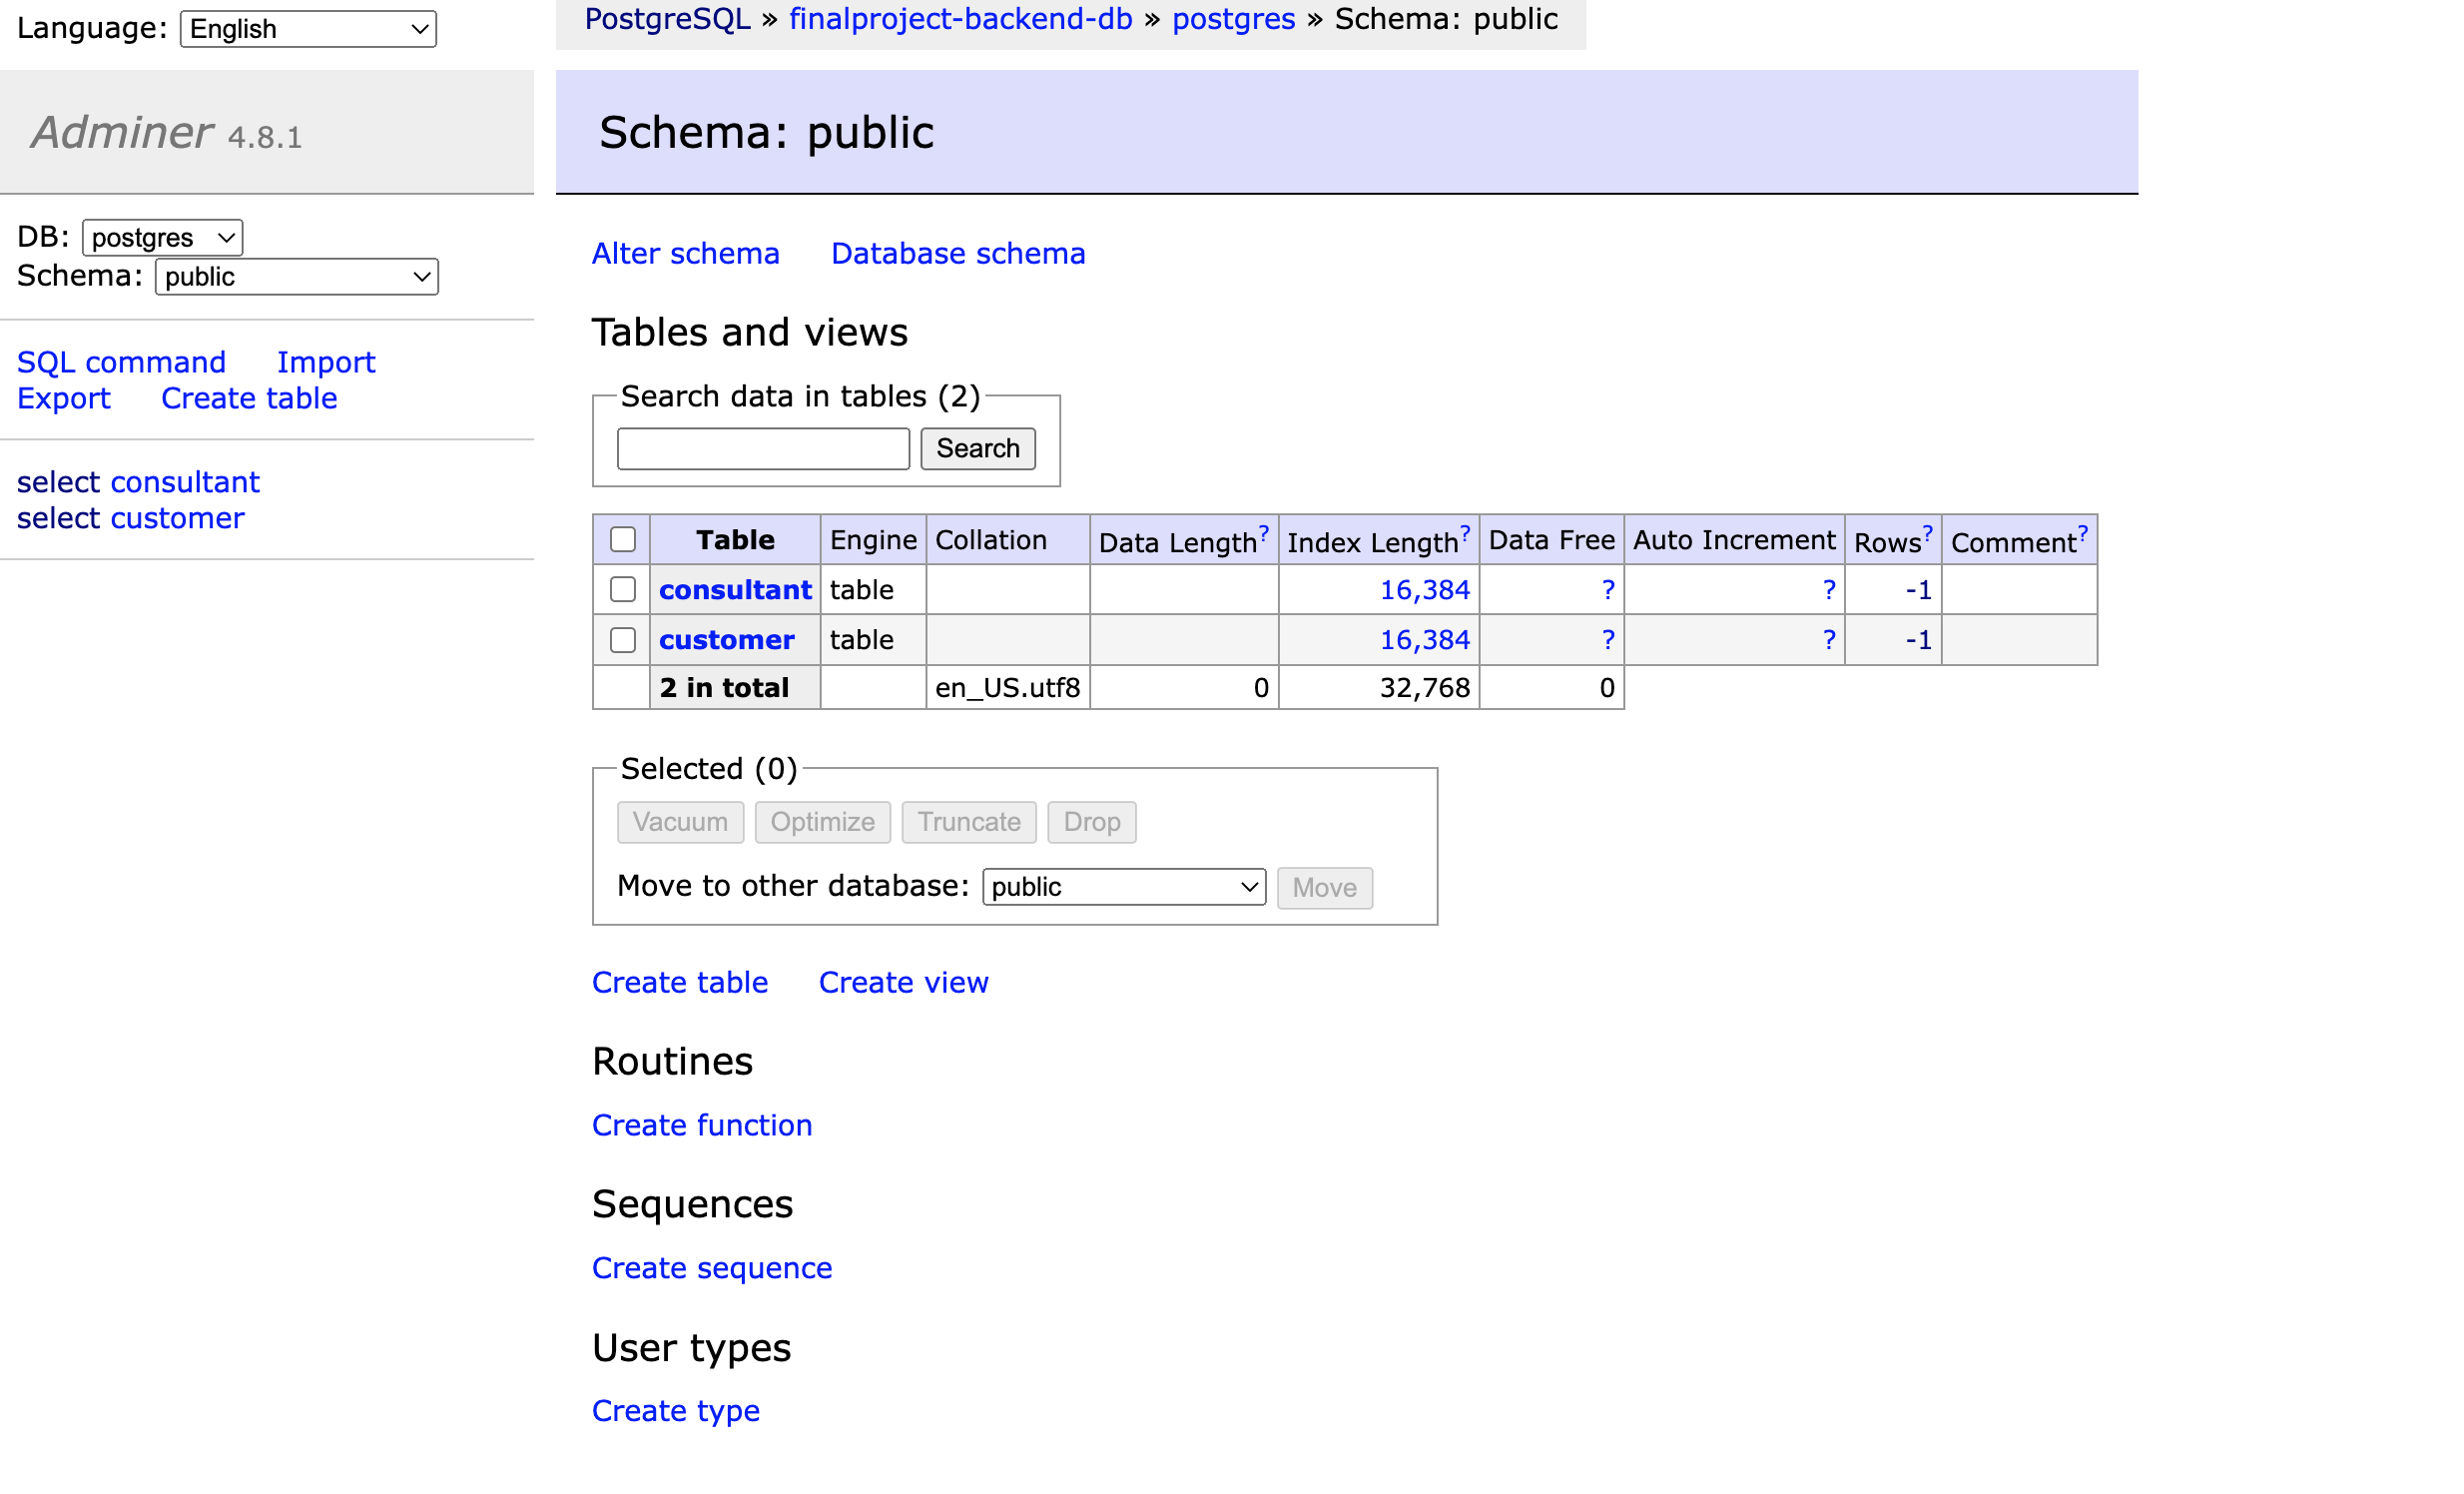 Language: English
PostgreSQL » finalproject-backend-db » postgres » Schema: public
Adminer 4.8.1
DB: postgres
Schema: public
SQL command Import
Export Create table
select consultant
select customer
Schema: public
Alter schema Database schema
Tables and views
Search data in tables (2)
Search
Table Engine Collation Data Length? Index Length? Data Free Auto Increment Rows? Comment?
consultant table 16,384 ? ? -1
customer table 16,384 ? ? -1
2 in total en_US.utf8 0 32,768 0
Selected (0)
Vacuum Optimize Truncate Drop
Move to other database: public Move
Create table Create view
Routines
Create function
Sequences
Create sequence
User types
Create type